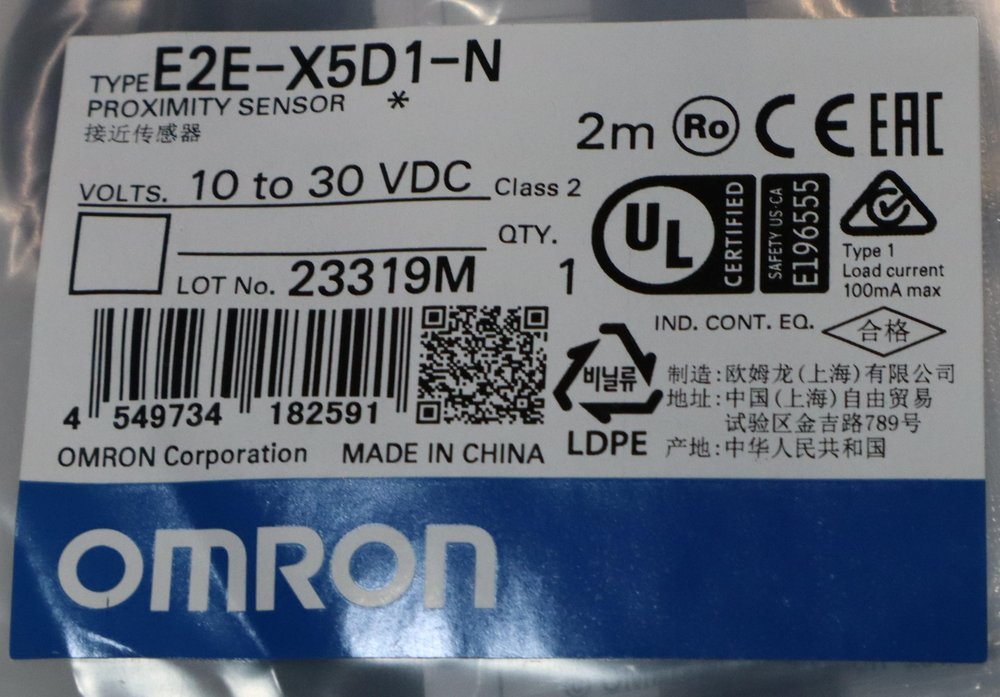 TYPE E2E-X5D1-N
PROXIMITY SENSOR *
接近传感器
2m Ro CE EAC
VOLTS. 10 to 30 VDC Class 2
QTY.
LOT No. 23319M 1
UL CERTIFIED
SAFETY US·CA
E196555
Type 1
Load current
100mA max
IND. CONT. EQ. 合格
4 549734 182591
비닐류
LDPE
制造:欧姆龙(上海)有限公司
地址:中国(上海)自由贸易
试验区金吉路789号
产地:中华人民共和国
OMRON Corporation MADE IN CHINA
OMRON